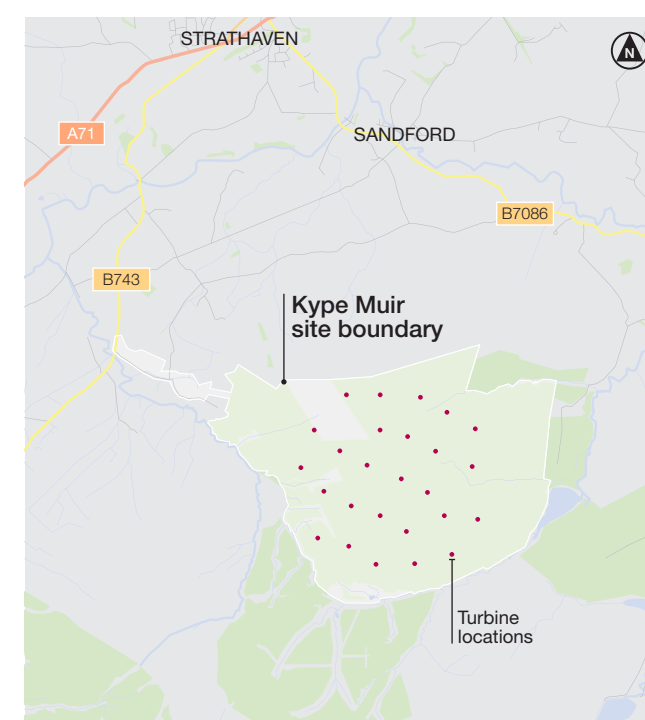 STRATHAVEN
N
A71
SANDFORD
B7086
B743
Kype Muir
site boundary
Turbine
locations